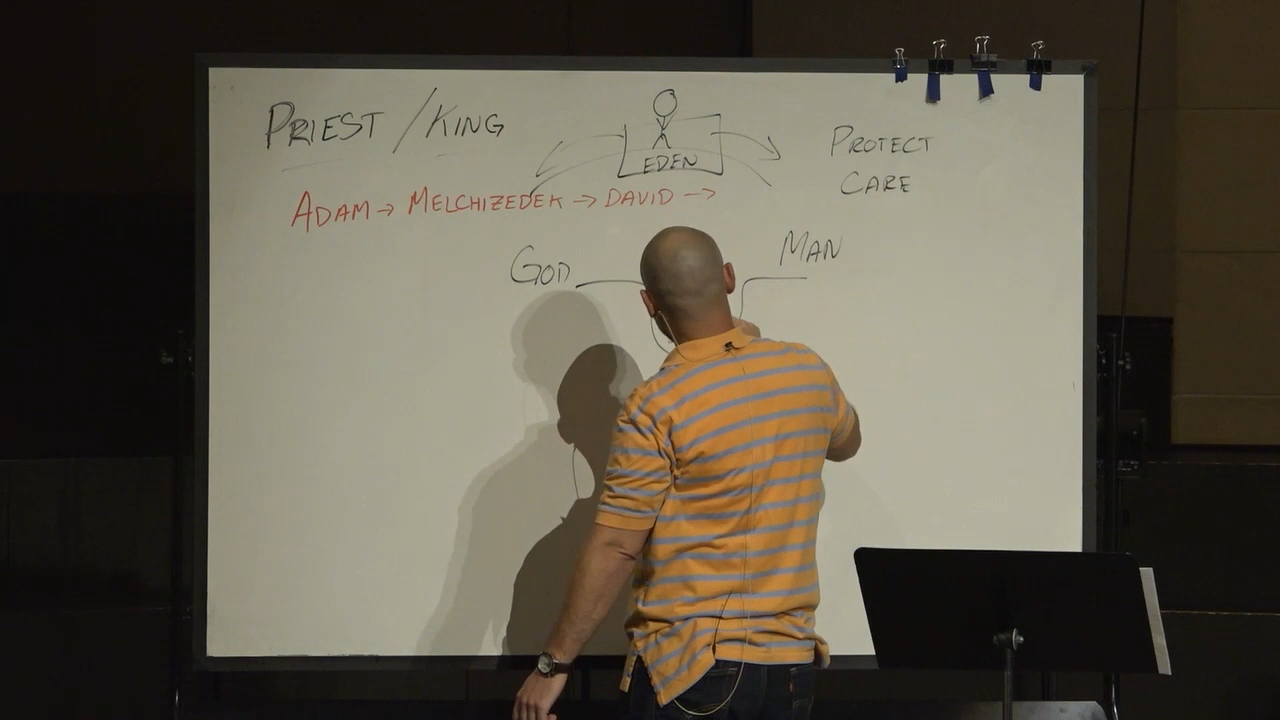 PRIEST / KING
EDEN
PROTECT
CARE
ADAM → MELCHIZEDEK → DAVID →
GOD
MAN